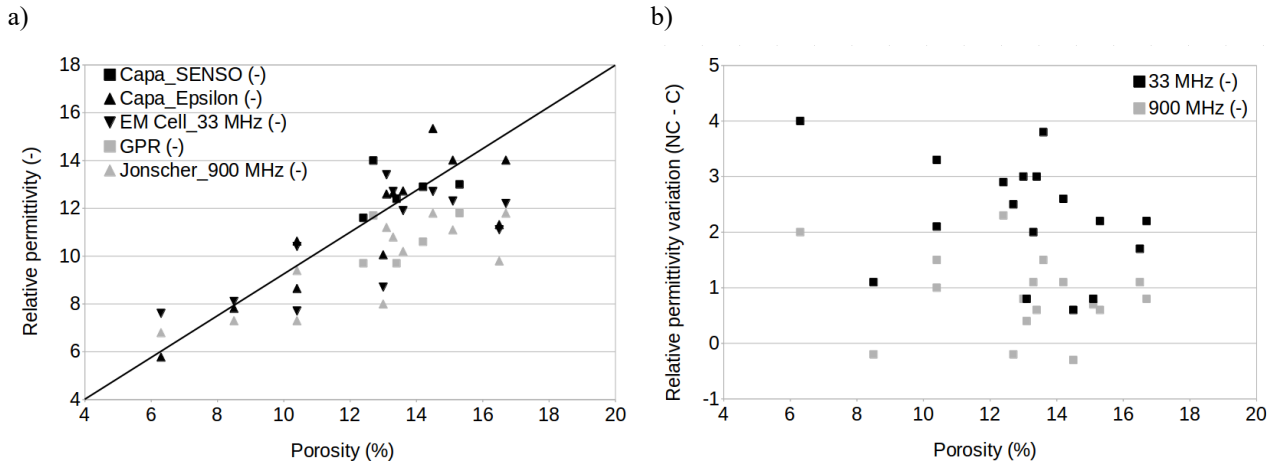 a)
18
16
14
12
10
8
6
4
4
6
8
10
12
14
16
18
20
Relative permittivity (-)
Porosity (%)
Capa_SENSO (-)
Capa_Epsilon (-)
EM Cell_33 MHz (-)
GPR (-)
Jonscher_900 MHz (-)
b)
5
4
3
2
1
0
-1
4
6
8
10
12
14
16
18
20
Relative permittivity variation (NC - C)
Porosity (%)
33 MHz (-)
900 MHz (-)